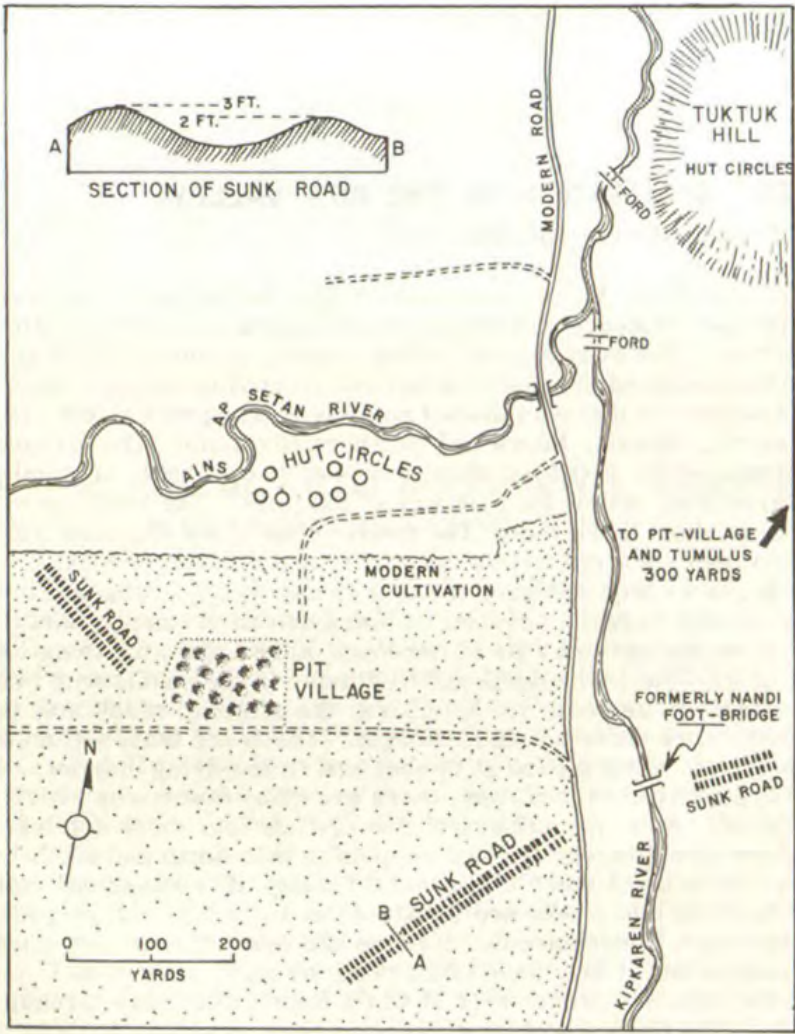 3 FT.
2 FT.
A
B
SECTION OF SUNK ROAD
MODERN ROAD
TUKTUK
HILL
HUT CIRCLES
FORD
FORD
AINS AP SETAN RIVER
HUT CIRCLES
TO PIT-VILLAGE
AND TUMULUS
300 YARDS
MODERN
CULTIVATION
SUNK ROAD
PIT
VILLAGE
FORMERLY NANDI
FOOT-BRIDGE
SUNK ROAD
N
SUNK ROAD
B
A
KIPKAREN RIVER
0 100 200
YARDS